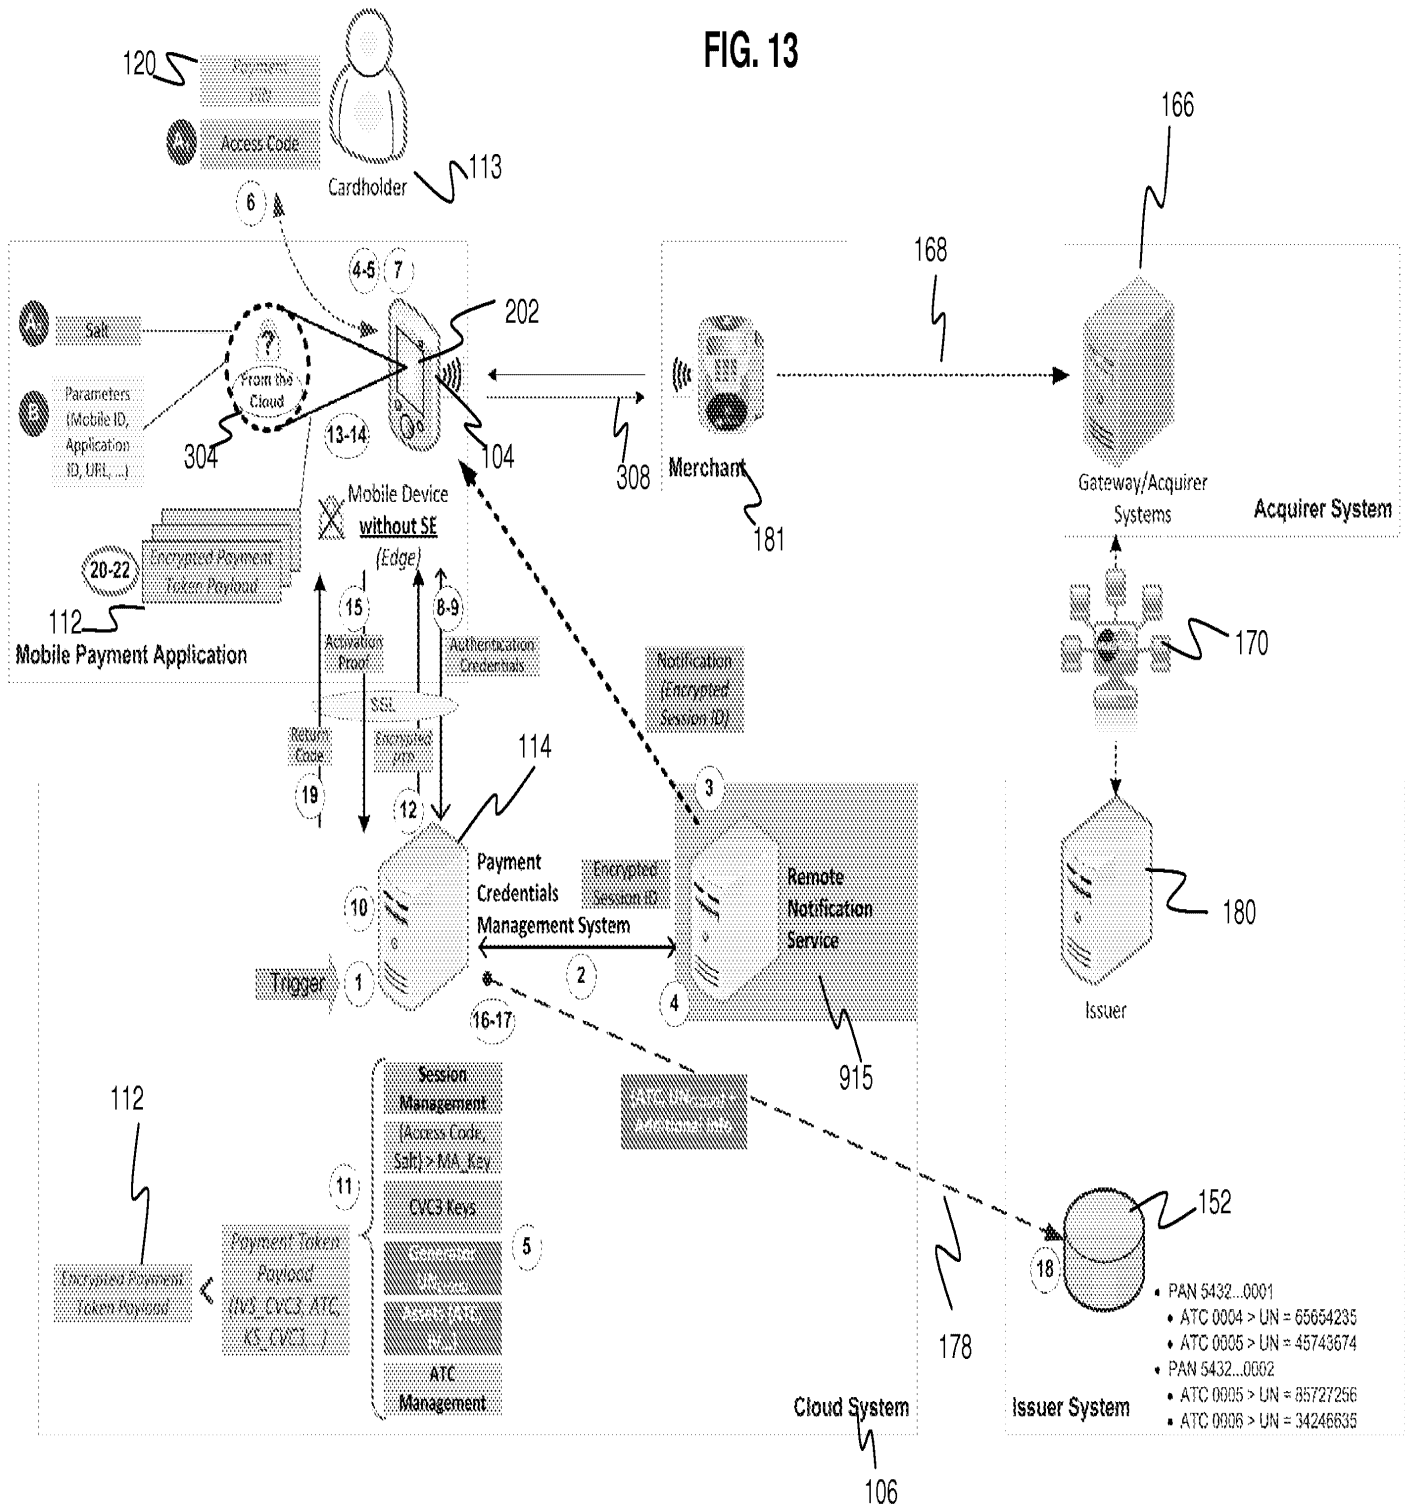 FIG. 13
120
Payment
PIN
A
Access Code
Cardholder
113
6
166
168
4-5
7
202
A
Salt
?
From the
Cloud
B
Parameters
(Mobile ID,
Application
ID, URL, ...)
304
13-14
104
308
Merchant
181
Gateway/Acquirer
Systems
Acquirer System
Mobile Device
without SE
(Edge)
20-22
Encrypted Payment
Token Payload
112
Mobile Payment Application
15
Activation
Proof
8-9
Authentication
Credentials
SSL
Return
Code
19
Encrypted
12
Notification
(Encrypted
Session ID)
170
114
3
Payment
Credentials
Management System
Encrypted
Session ID
Remote
Notification
Service
10
Trigger
1
2
4
16-17
915
180
Issuer
112
Session
Management
(Access Code,
Salt) > MA_Key
CVC3 Keys
11
5
ATC
Management
Encrypted Payment
Token Payload
<
Payment Token
Payload
(IV3_CVC3, ATC,
KS_CVC3, )
Additional Info
178
152
18
• PAN 5432...0001
• ATC 0004 > UN = 65654235
• ATC 0005 > UN = 45743674
• PAN 5432...0002
• ATC 0005 > UN = 85727256
• ATC 0006 > UN = 34246635
Cloud System
106
Issuer System